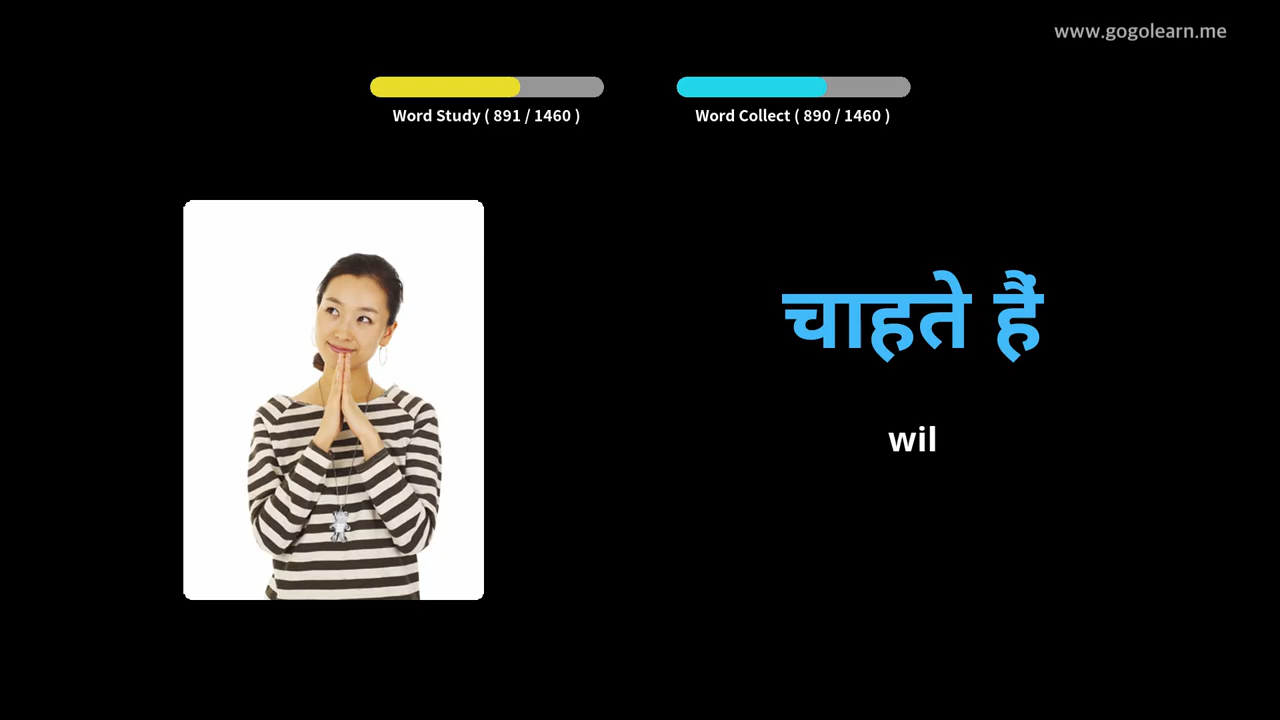 www.gogolearn.me
Word Study ( 891 / 1460 )
Word Collect ( 890 / 1460 )
चाहते हैं
wil